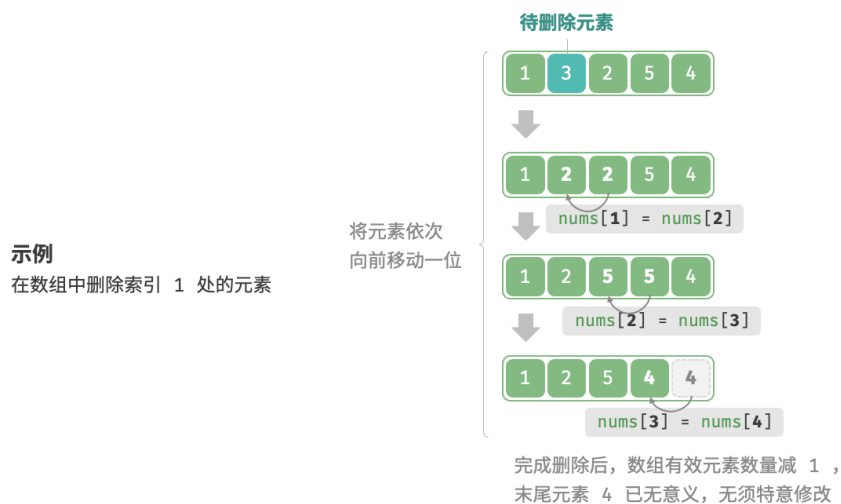 待删除元素
1 3 2 5 4
1 2 2 5 4
nums[1] = nums[2]
将元素依次
向前移动一位
示例
在数组中删除索引 1 处的元素
1 2 5 5 4
nums[2] = nums[3]
1 2 5 4 4
nums[3] = nums[4]
完成删除后，数组有效元素数量减 1 ，
末尾元素 4 已无意义，无须特意修改